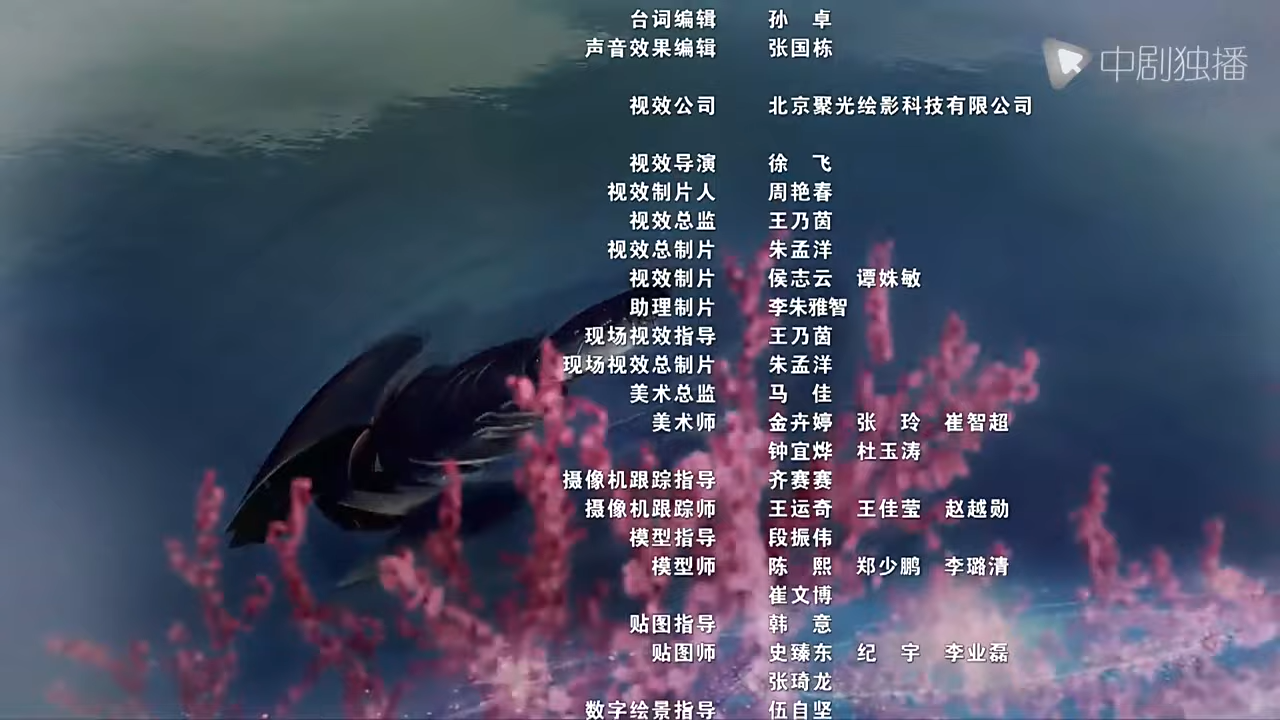 台词编辑 孙 卓
声音效果编辑 张国栋
中剧独播
视效公司 北京聚光绘影科技有限公司
视效导演 徐 飞
视效制片人 周艳春
视效总监 王乃茵
视效总制片 朱孟洋
视效制片 侯志云 谭姝敏
助理制片 李朱雅智
现场视效指导 王乃茵
现场视效总制片 朱孟洋
美术总监 马 佳
美术师 金卉婷 张 玲 崔智超
钟宜烨 杜玉涛
摄像机跟踪指导 齐赛赛
摄像机跟踪师 王运奇 王佳莹 赵越勋
模型指导 段振伟
模型师 陈 熙 郑少鹏 李璐清
崔文博
贴图指导 韩 意
贴图师 史臻东 纪 宇 李业磊
张琦龙
数字绘景指导 伍自坚